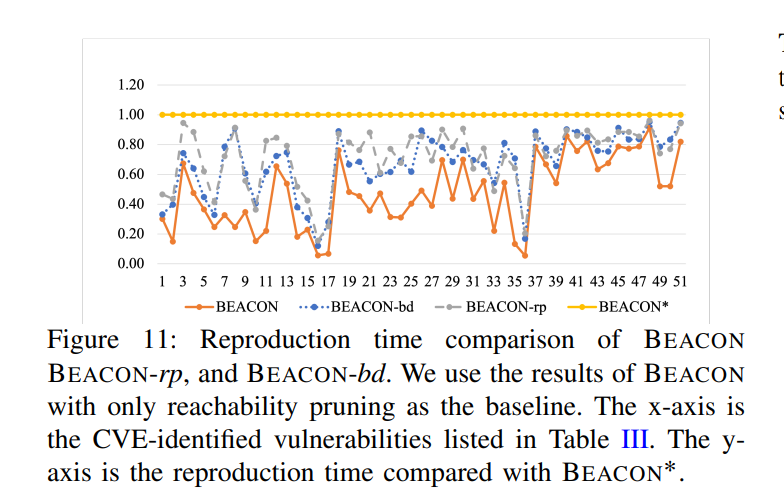 1.20
1.00
0.80
0.60
0.40
0.20
0.00
1 3 5 7 9 11 13 15 17 19 21 23 25 27 29 31 33 35 37 39 41 43 45 47 49 51
BEACON BEACON-bd BEACON-rp BEACON*
Figure 11: Reproduction time comparison of BEACON
BEACON-rp, and BEACON-bd. We use the results of BEACON
with only reachability pruning as the baseline. The x-axis is
the CVE-identified vulnerabilities listed in Table III. The y-
axis is the reproduction time compared with BEACON*.